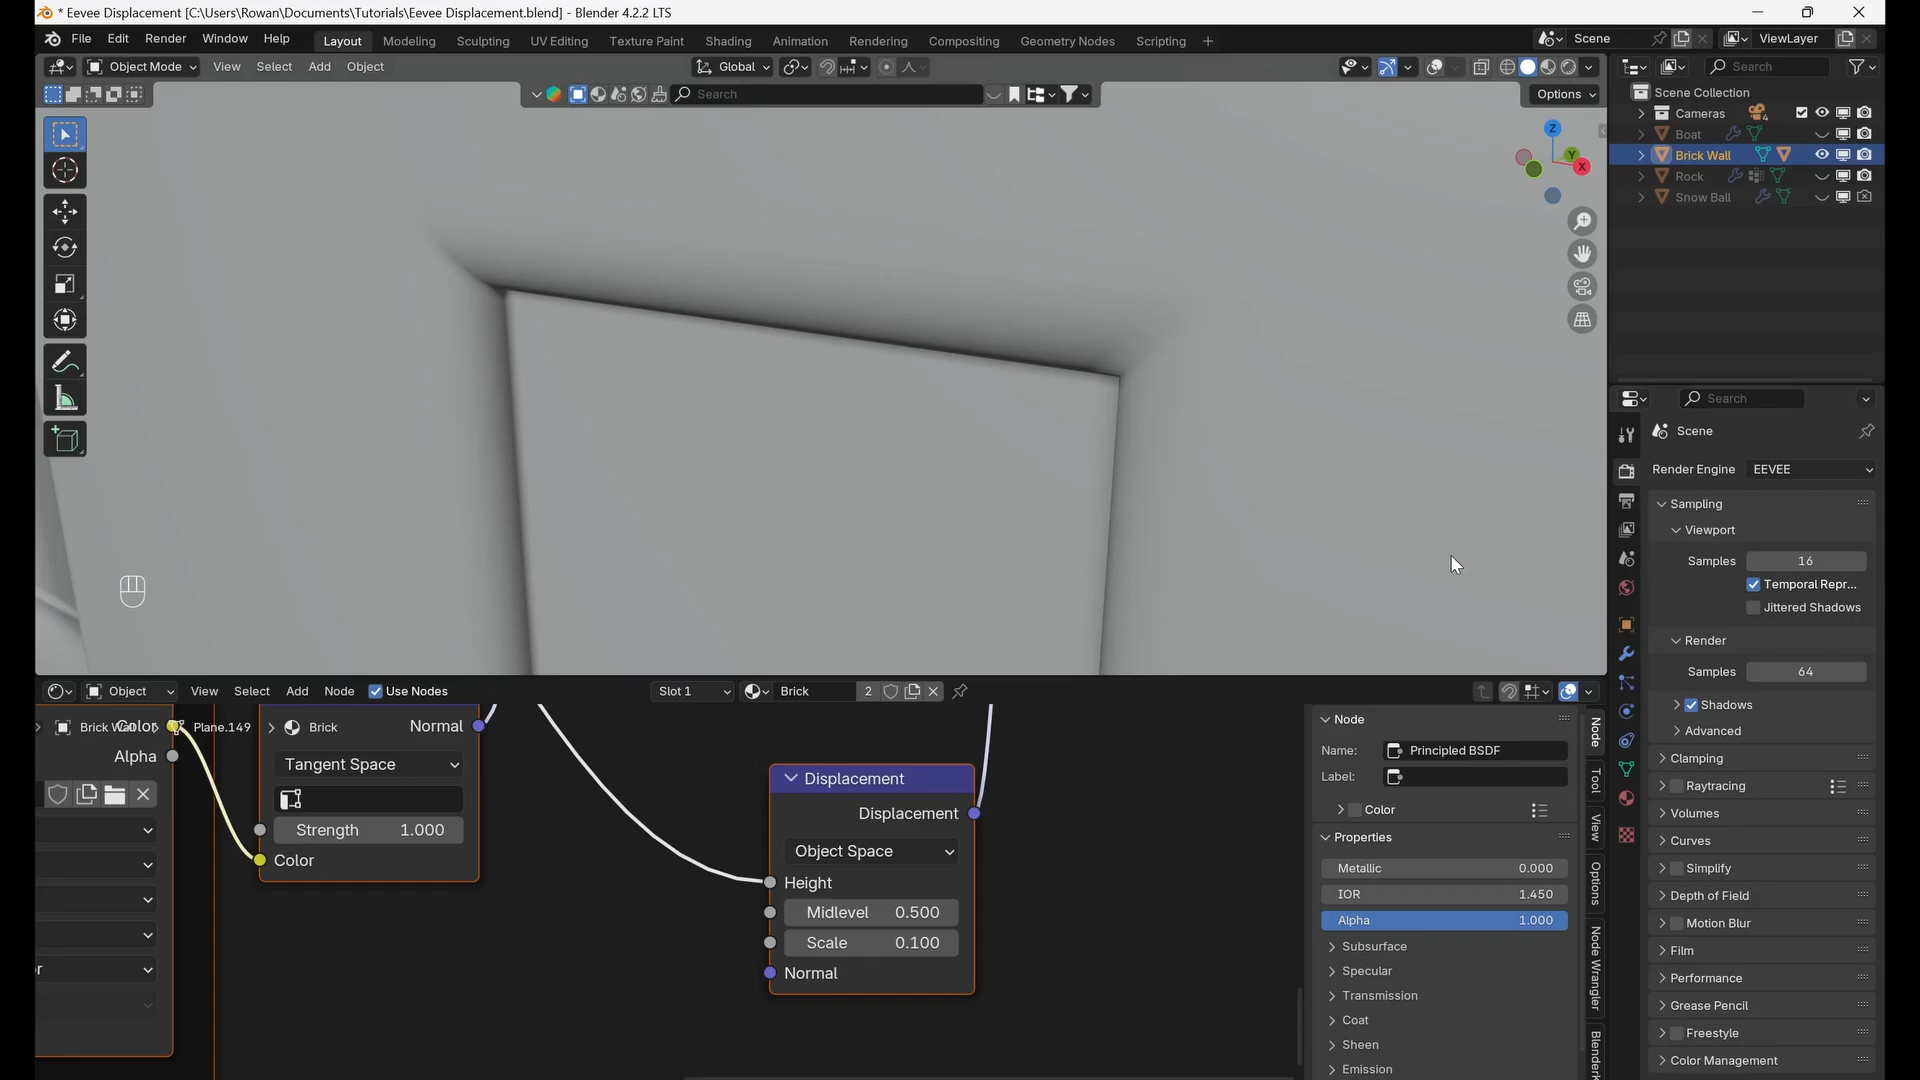 * Eevee Displacement [C:\Users\Rowan\Documents\Tutorials\Eevee Displacement.blend] - Blender 4.2.2 LTS
File Edit Render Window Help Layout Modeling Sculpting UV Editing Texture Paint Shading Animation Rendering Compositing Geometry Nodes Scripting + Scene ViewLayer
Object Mode View Select Add Object Global Search
Search Options
Scene Collection
Cameras 4
Boat
Brick Wall
Rock
Snow Ball
Z
Y
X
Search
Scene
Render Engine EEVEE
Sampling
Viewport
Samples 16
Temporal Repr...
Jittered Shadows
Render
Samples 64
Shadows
Advanced
Clamping
Raytracing
Volumes
Curves
Simplify
Depth of Field
Motion Blur
Film
Performance
Grease Pencil
Freestyle
Color Management
Object View Select Add Node Use Nodes Slot 1 Brick 2
Color
Plane.149
Brick
Normal
Alpha
Tangent Space
Strength 1.000
Color
Displacement
Displacement
Object Space
Height
Midlevel 0.500
Scale 0.100
Normal
Node
Name: Principled BSDF
Label:
Color
Properties
Metallic 0.000
IOR 1.450
Alpha 1.000
Subsurface
Specular
Transmission
Coat
Sheen
Emission
Node
Tool
View
Options
Node Wrangler